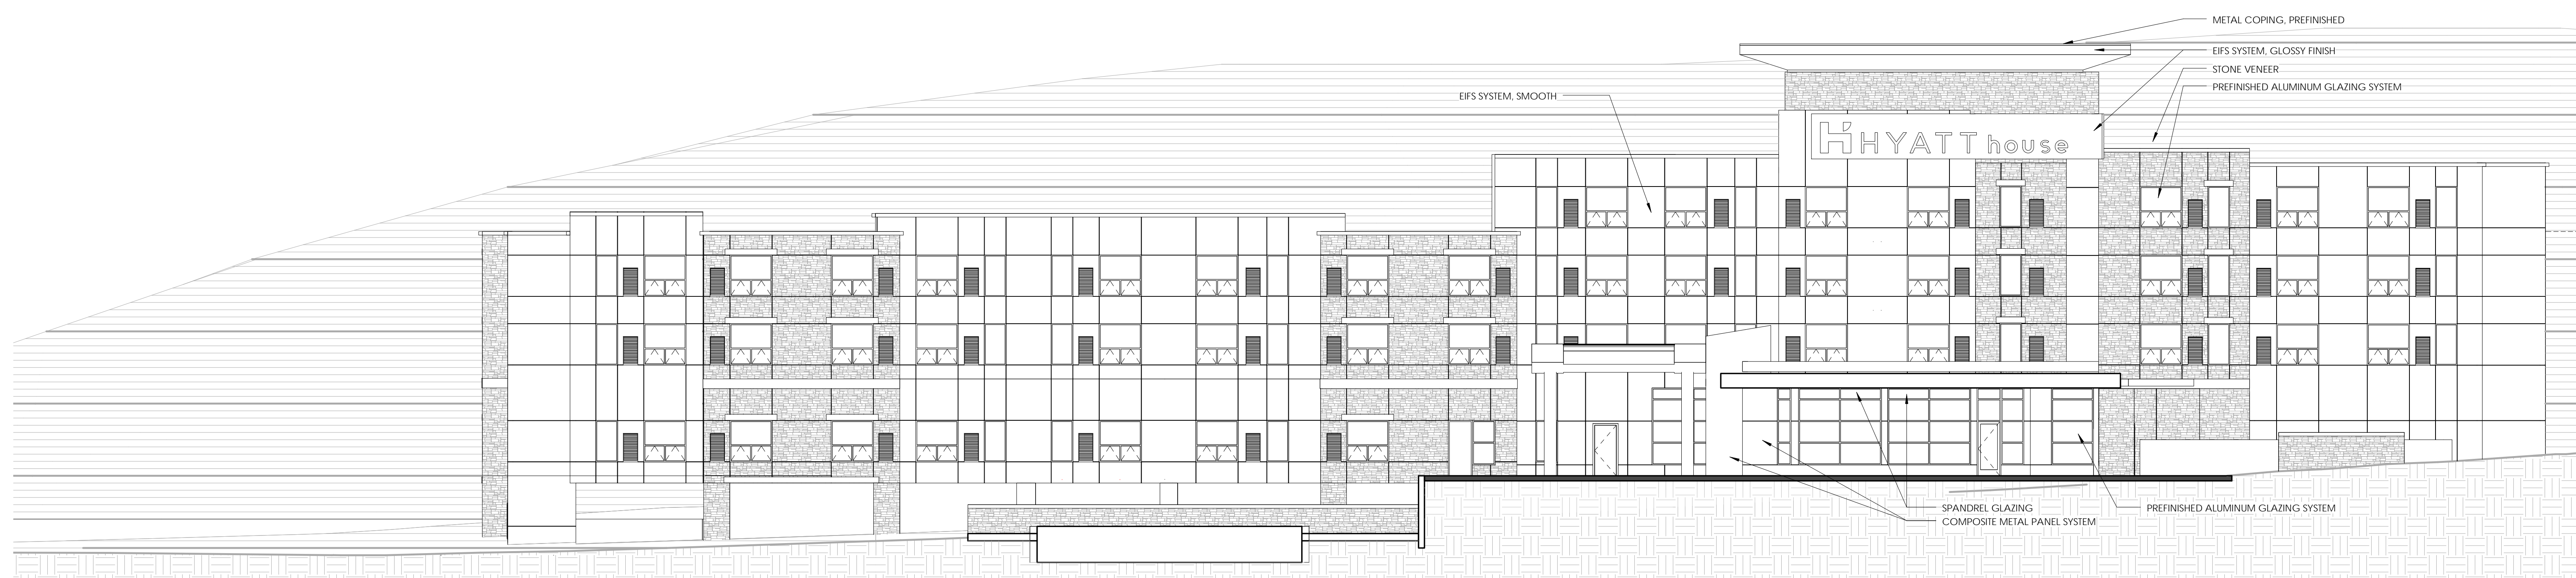 METAL COPING, PREFINISHED
EIFS SYSTEM, GLOSSY FINISH
STONE VENEER
PREFINISHED ALUMINUM GLAZING SYSTEM
EIFS SYSTEM, SMOOTH
HYATT house
SPANDREL GLAZING
PREFINISHED ALUMINUM GLAZING SYSTEM
COMPOSITE METAL PANEL SYSTEM